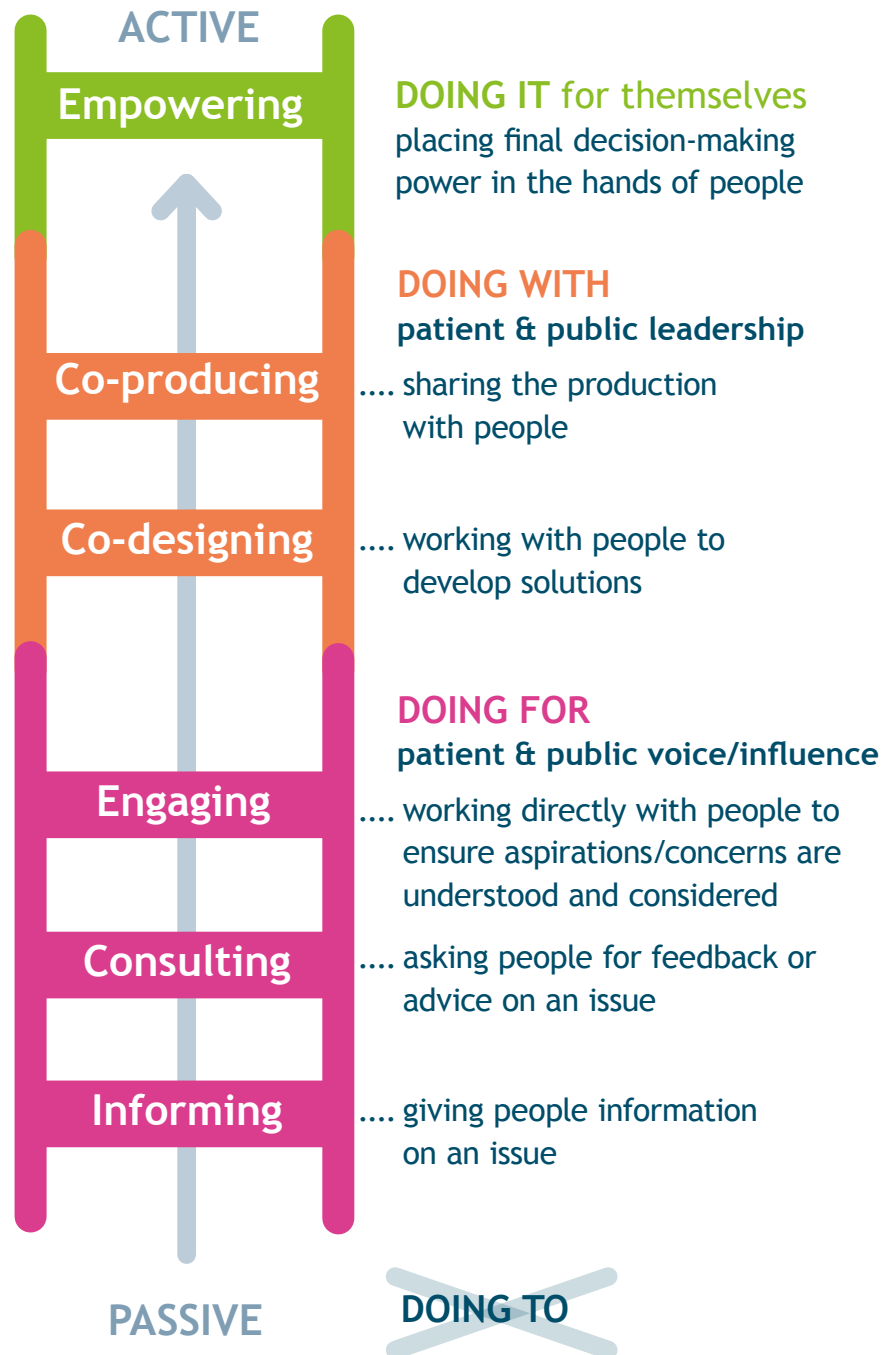 ACTIVE
Empowering
DOING IT for themselves
placing final decision-making
power in the hands of people
DOING WITH
patient & public leadership
Co-producing
.... sharing the production
with people
Co-designing
.... working with people to
develop solutions
DOING FOR
patient & public voice/influence
Engaging
.... working directly with people to
ensure aspirations/concerns are
understood and considered
Consulting
.... asking people for feedback or
advice on an issue
Informing
.... giving people information
on an issue
PASSIVE
DOING TO